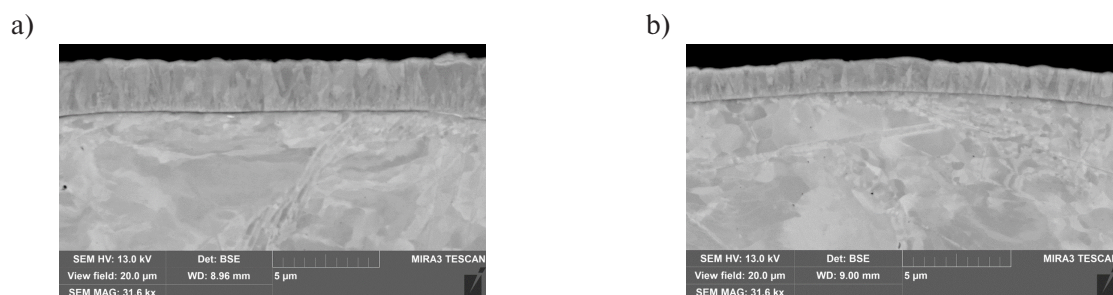 a)
b)
SEM HV: 13.0 kV Det: BSE MIRA3 TESCAN
View field: 20.0 µm WD: 8.96 mm 5 µm
SEM MAG: 31.6 kx
SEM HV: 13.0 kV Det: BSE MIRA3 TESCAN
View field: 20.0 µm WD: 9.00 mm 5 µm
SEM MAG: 31.6 kx